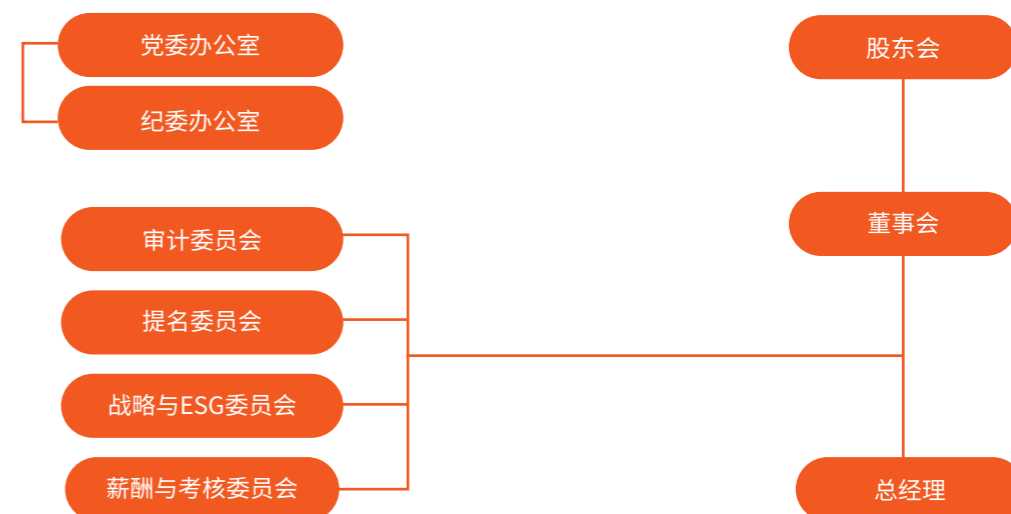 党委办公室
纪委办公室
审计委员会
提名委员会
战略与ESG委员会
薪酬与考核委员会
股东会
董事会
总经理